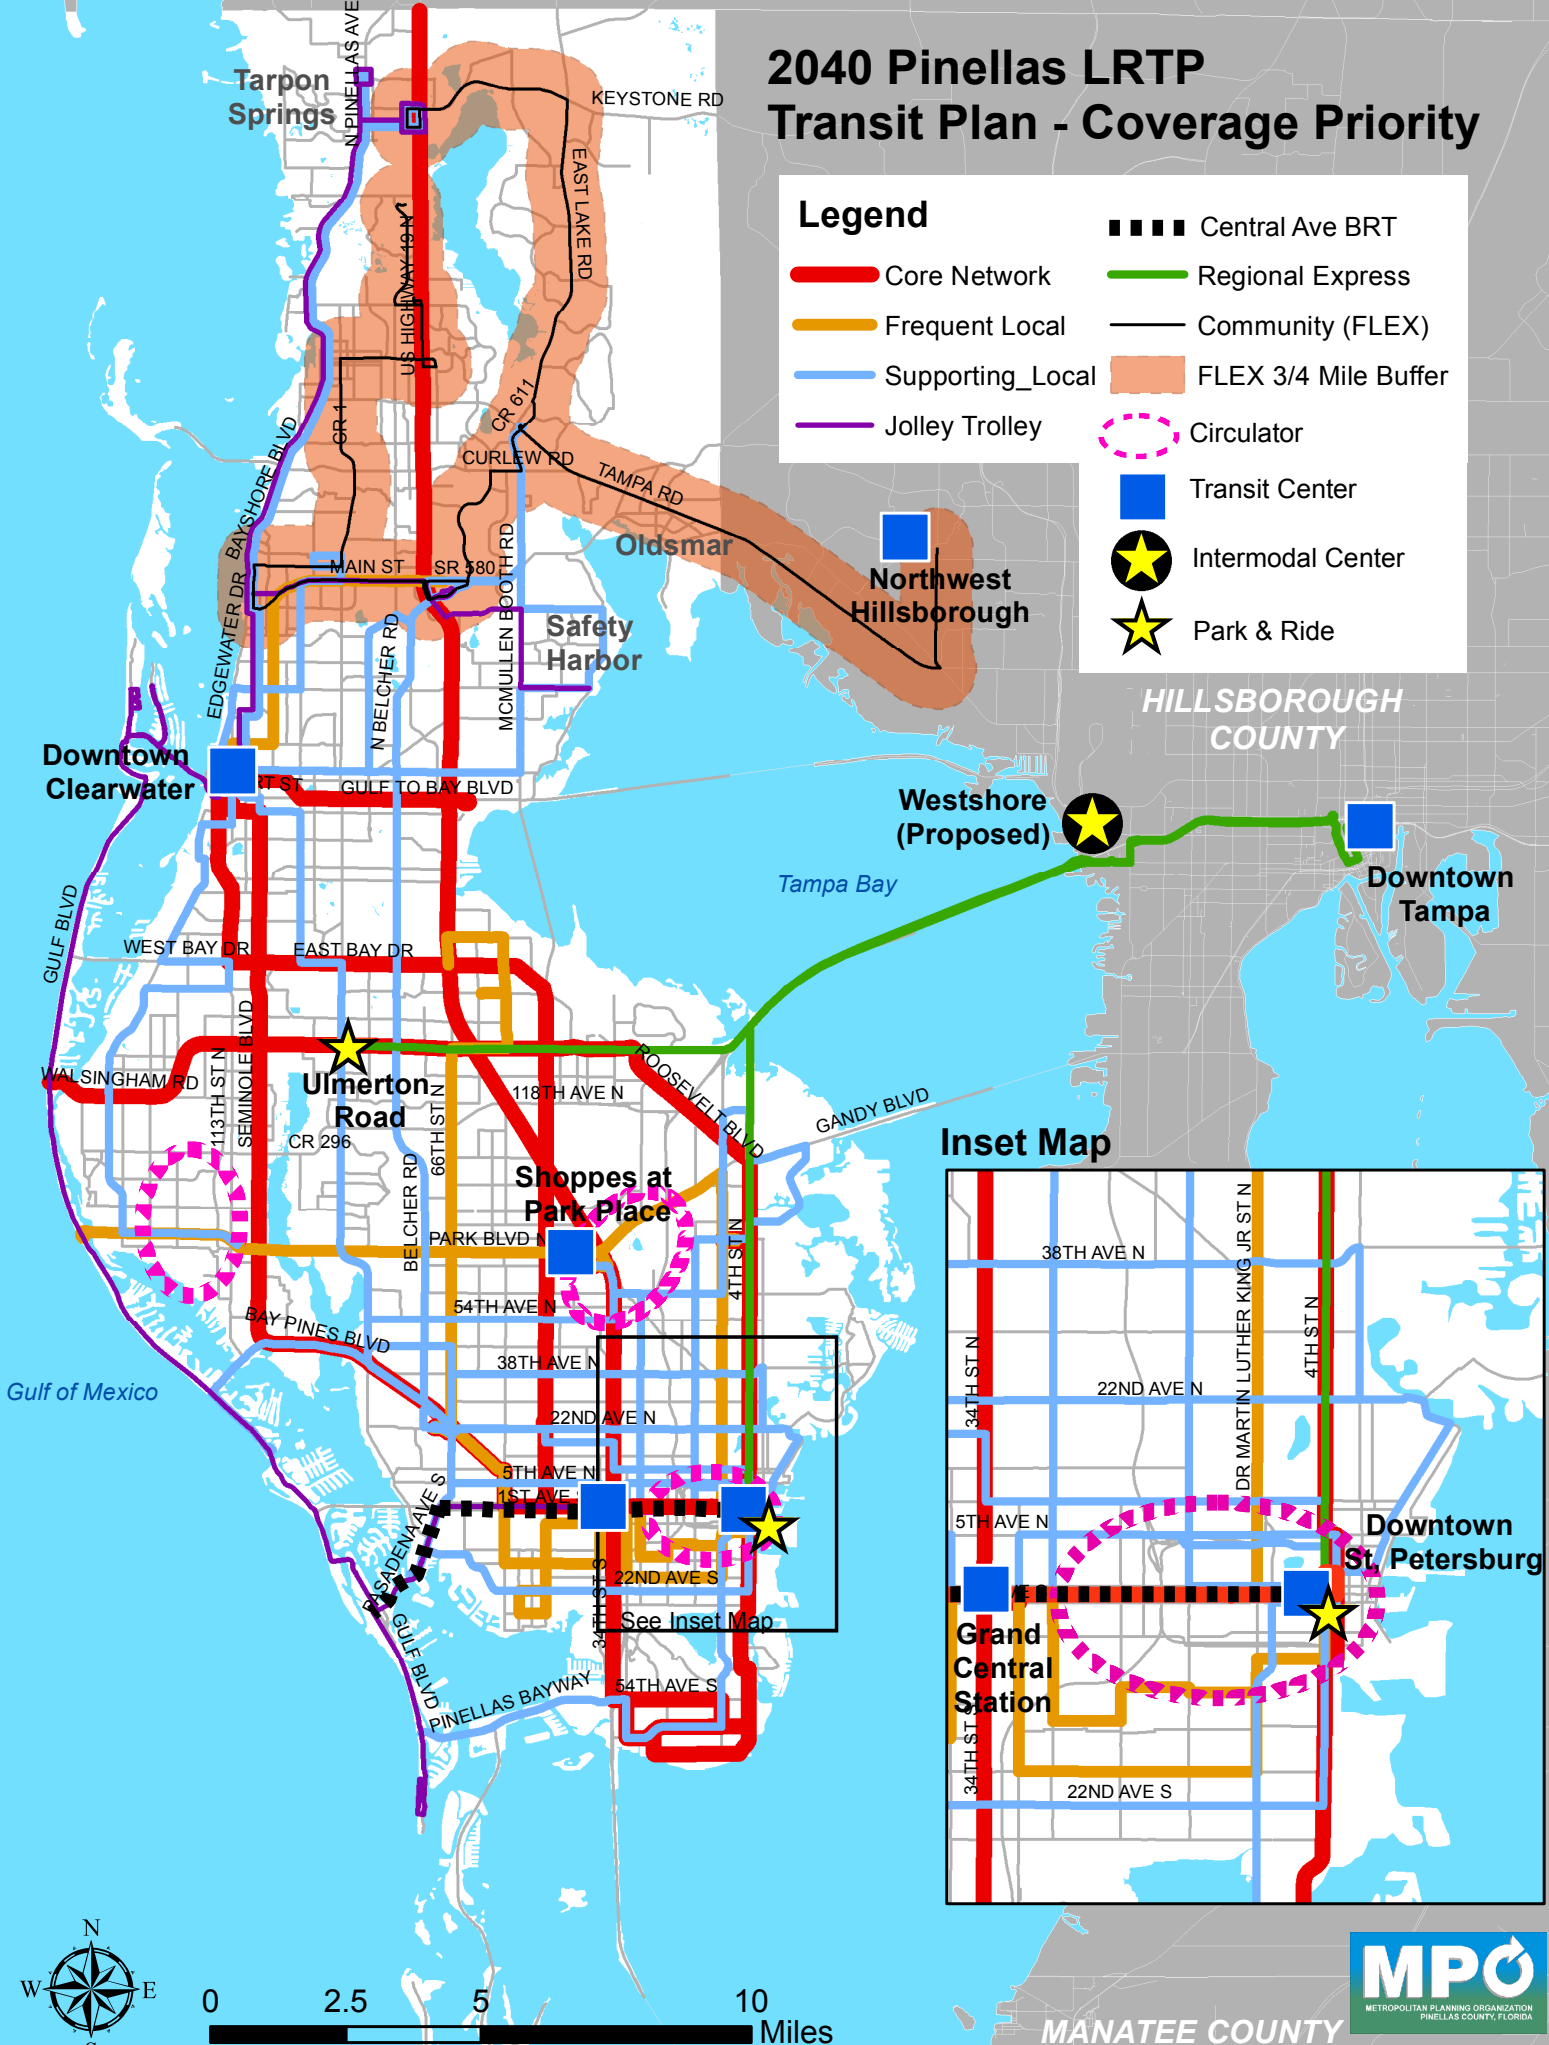 2040 Pinellas LRTP
Transit Plan - Coverage Priority
Legend
Core Network
Frequent Local
Supporting_Local
Jolley Trolley
Central Ave BRT
Regional Express
Community (FLEX)
FLEX 3/4 Mile Buffer
Circulator
Transit Center
Intermodal Center
Park & Ride
Tarpon
Springs
N PINELLAS AVE
KEYSTONE RD
EAST LAKE RD
US HIGHWAY 19 N
CR 1
CR 611
CURLEW RD
TAMPA RD
BAYSHORE BLVD
Oldsmar
Northwest
Hillsborough
MAIN ST
SR 580
MCMULLEN BOOTH RD
EDGEWATER DR
N BELCHER RD
Safety
Harbor
HILLSBOROUGH
COUNTY
Downtown
Clearwater
RT ST
GULF TO BAY BLVD
Westshore
(Proposed)
Downtown
Tampa
Tampa Bay
GULF BLVD
WEST BAY DR
EAST BAY DR
SEMINOLE BLVD
113TH ST N
WALSINGHAM RD
Ulmerton
Road
CR 296
66TH ST N
118TH AVE N
ROOSEVELT BLVD
GANDY BLVD
Shoppes at
Park Place
BELCHER RD
PARK BLVD N
4TH ST N
54TH AVE N
BAY PINES BLVD
38TH AVE N
22ND AVE N
Gulf of Mexico
5TH AVE N
1ST AVE
PASADENA AVE S
34TH ST S
22ND AVE S
See Inset Map
GULF BLVD
PINELLAS BAYWAY
54TH AVE S
Inset Map
38TH AVE N
DR MARTIN LUTHER KING JR ST N
4TH ST N
34TH ST N
22ND AVE N
5TH AVE N
Downtown
St. Petersburg
VE S
Grand
Central
Station
34TH ST S
22ND AVE S
N
W
E
S
0
2.5
5
10
Miles
MANATEE COUNTY
MPO
METROPOLITAN PLANNING ORGANIZATION
PINELLAS COUNTY, FLORIDA